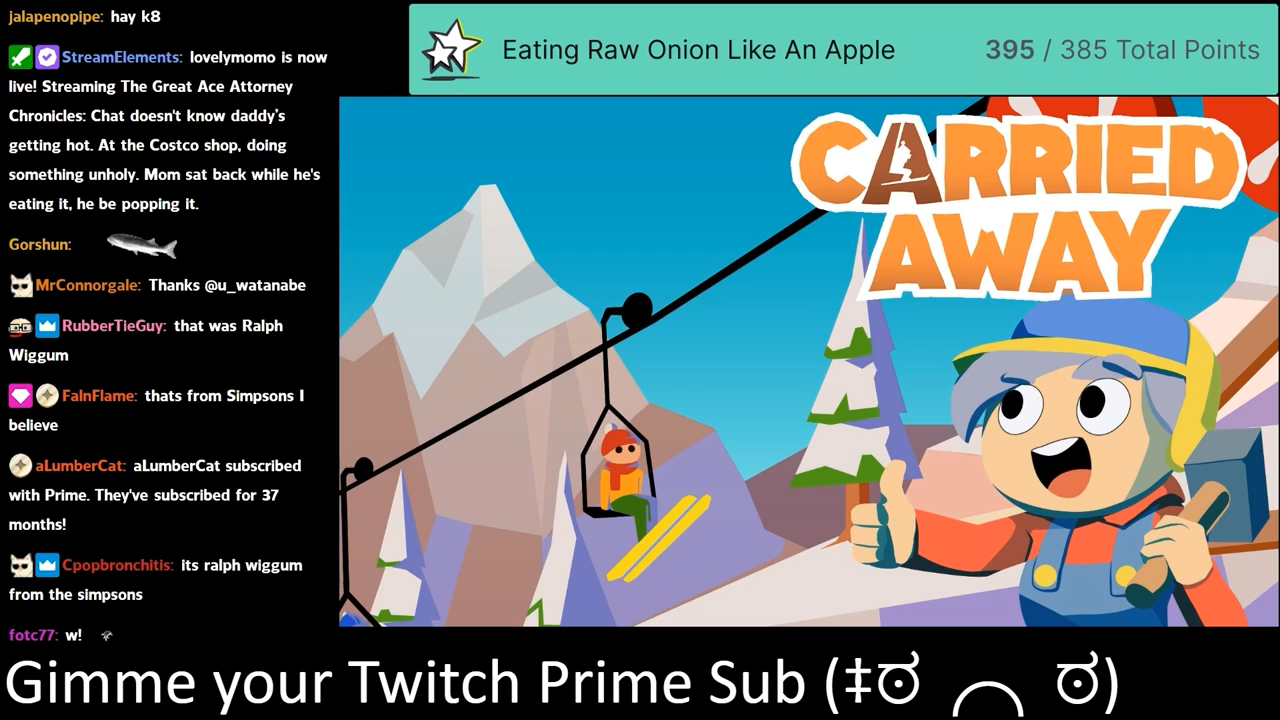 jalapenopipe: hay k8
StreamElements: lovelymomo is now
live! Streaming The Great Ace Attorney
Chronicles: Chat doesn't know daddy's
getting hot. At the Costco shop, doing
something unholy. Mom sat back while he's
eating it, he be popping it.
Gorshun:
MrConnorgale: Thanks @u_watanabe
RubberTieGuy: that was Ralph
Wiggum
FalnFlame: thats from Simpsons I
believe
aLumberCat: aLumberCat subscribed
with Prime. They've subscribed for 37
months!
Cpopbronchitis: its ralph wiggum
from the simpsons
fotc77: w!
Eating Raw Onion Like An Apple 395 / 385 Total Points
CARRIED
AWAY
Gimme your Twitch Prime Sub (‡ಠ ╭╮ ಠ)